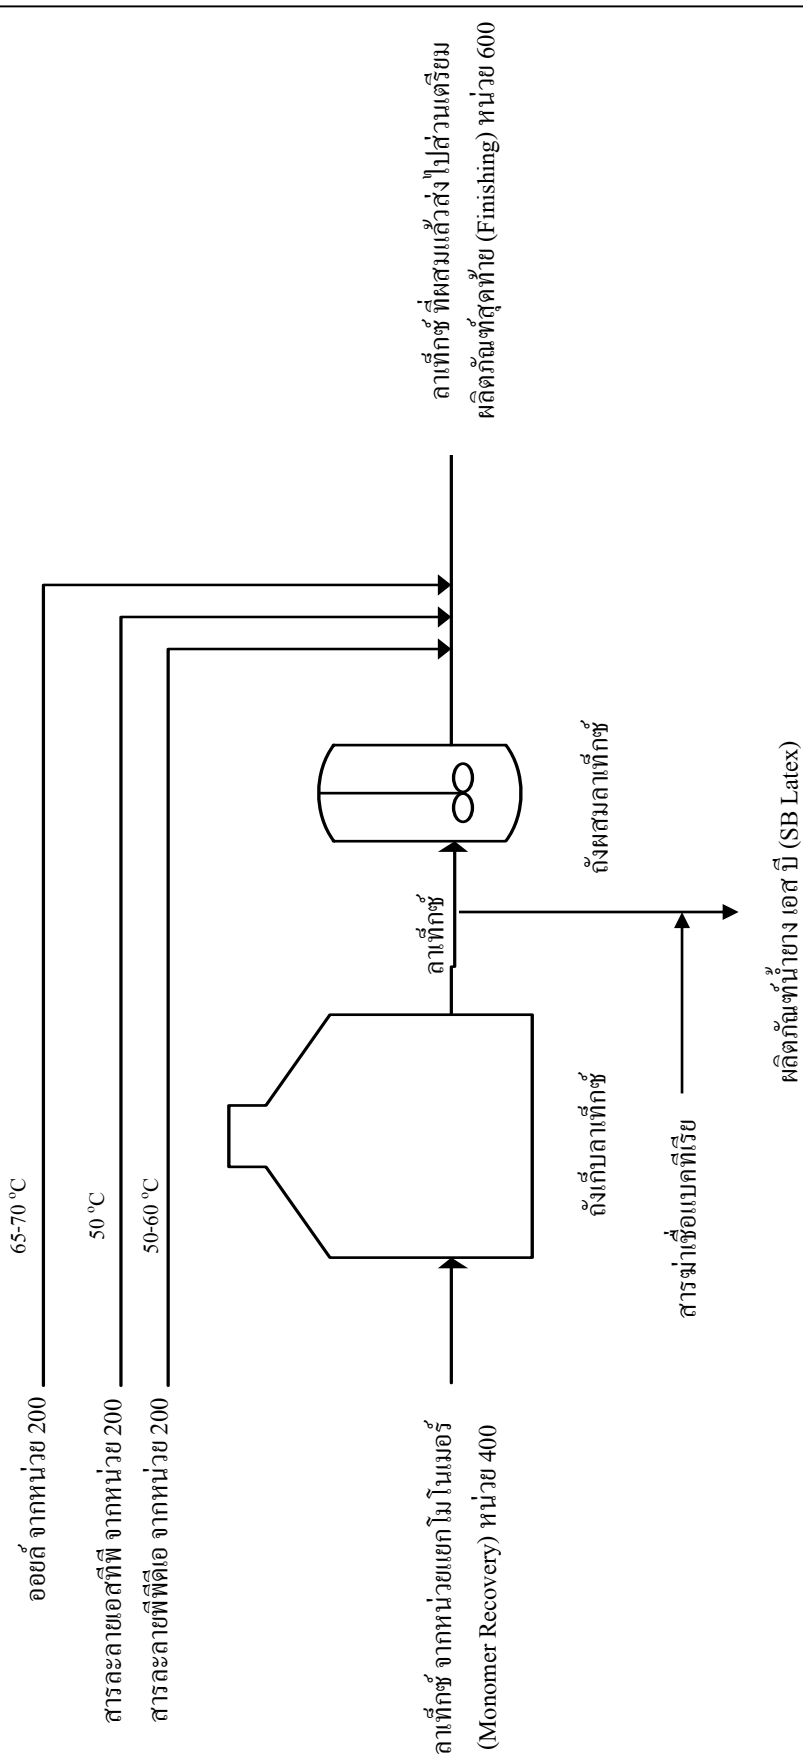 ออยล์ จากหน่วย 200
65-70 °C
สารละลายเอสทีพี จากหน่วย 200
50 °C
สารละลายพีพีดีเอ จากหน่วย 200
50-60 °C
ลาเท็กซ์ จากหน่วยแยกโมโนเมอร์
(Monomer Recovery) หน่วย 400
ลาเท็กซ์
ลาเท็กซ์ ที่ผสมแล้วส่งไปส่วนเตรียม
ผลิตภัณฑ์สุดท้าย (Finishing) หน่วย 600
ถังเก็บลาเท็กซ์
ถังผสมลาเท็กซ์
สารฆ่าเชื้อแบคทีเรีย
ผลิตภัณฑ์น้ำยาง เอส บี (SB Latex)